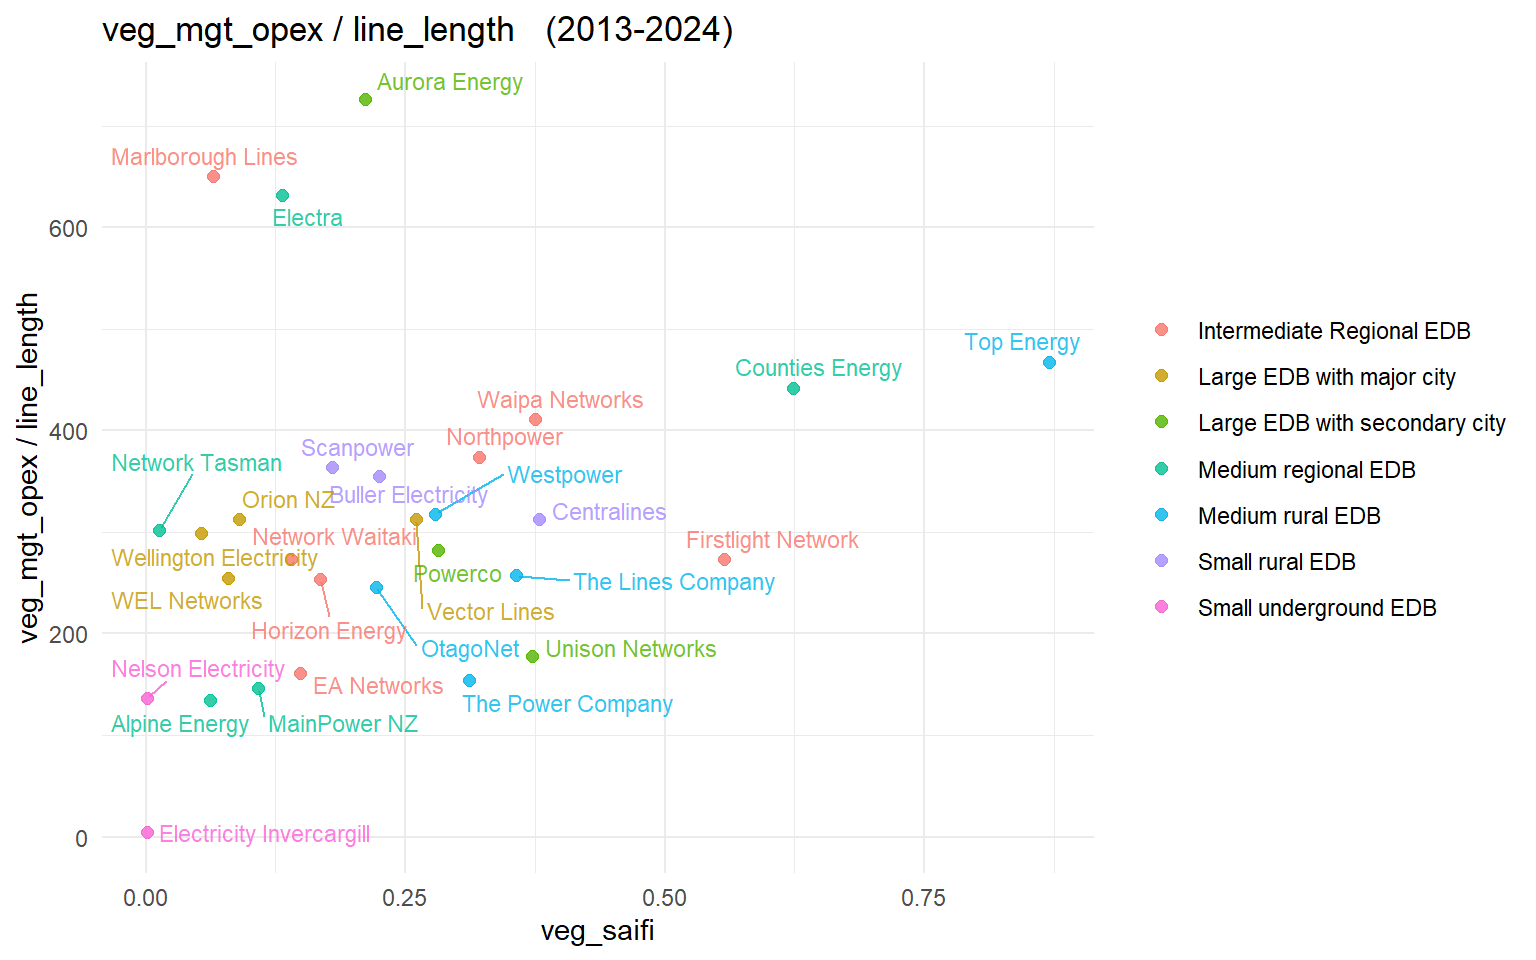 veg_mgt_opex / line_length (2013-2024)
Aurora Energy
Marlborough Lines
Electra
600
Top Energy
Counties Energy
Waipa Networks
400
Northpower
Scanpower
Network Tasman
Westpower
Buller Electricity
Orion NZ
Centralines
Network Waitaki
Firstlight Network
Wellington Electricity
Powerco
The Lines Company
WEL Networks
Vector Lines
Horizon Energy
200
OtagoNet
Unison Networks
Nelson Electricity
EA Networks
The Power Company
Alpine Energy
MainPower NZ
Electricity Invercargill
0
0.00
0.25
0.50
0.75
veg_saifi
veg_mgt_opex / line_length
Intermediate Regional EDB
Large EDB with major city
Large EDB with secondary city
Medium regional EDB
Medium rural EDB
Small rural EDB
Small underground EDB